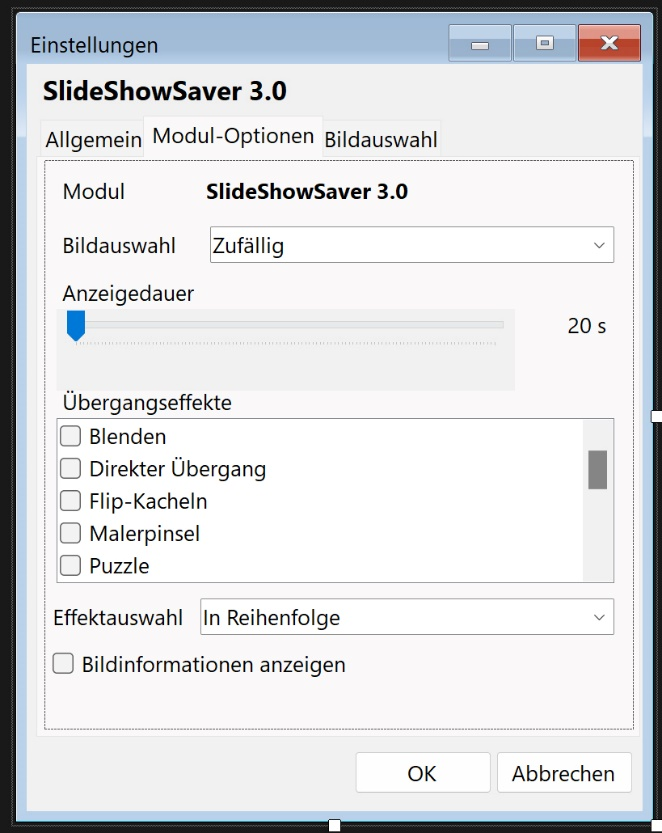 Einstellungen
SlideShowSaver 3.0
Allgemein Modul-Optionen Bildauswahl
Modul SlideShowSaver 3.0
Bildauswahl Zufällig
Anzeigedauer
20 s
Übergangseffekte
Blenden
Direkter Übergang
Flip-Kacheln
Malerpinsel
Puzzle
Effektauswahl In Reihenfolge
Bildinformationen anzeigen
OK Abbrechen